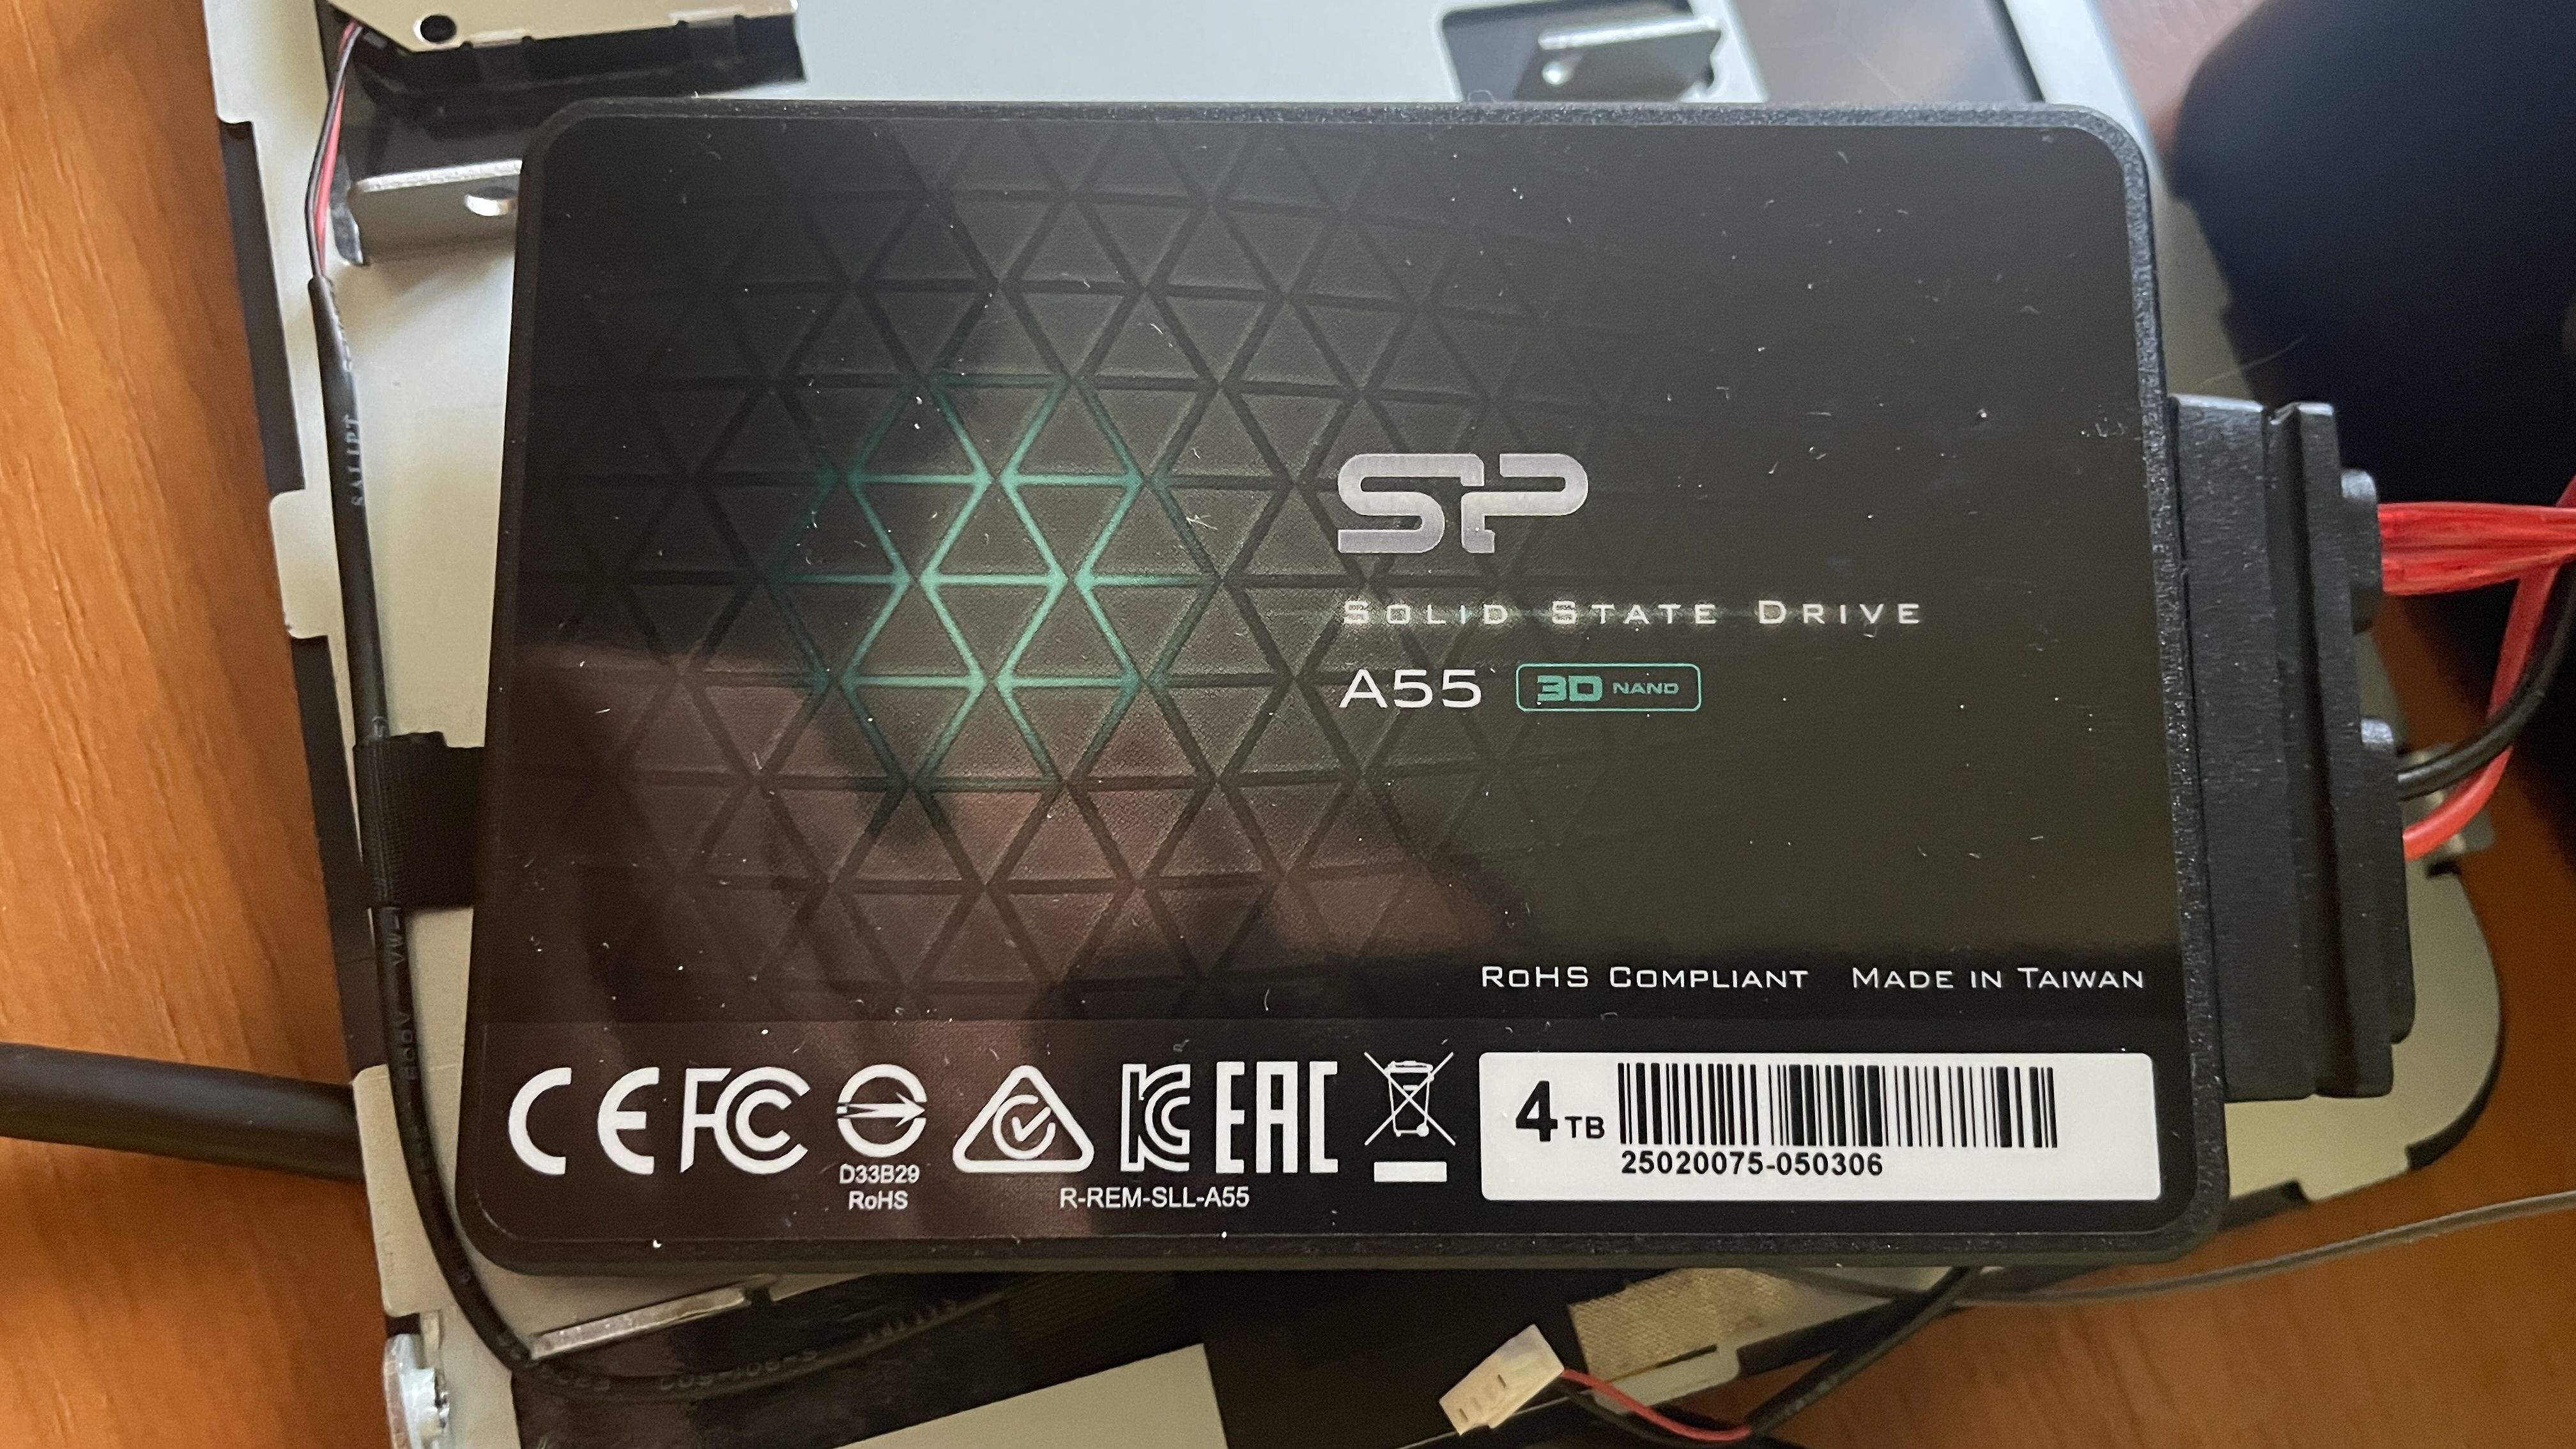 SP
SOLID STATE DRIVE
A55 3D NAND
ROHS COMPLIANT MADE IN TAIWAN
CE FC KC EAC
D33B29
RoHS
R-REM-SLL-A55
4TB
25020075-050306